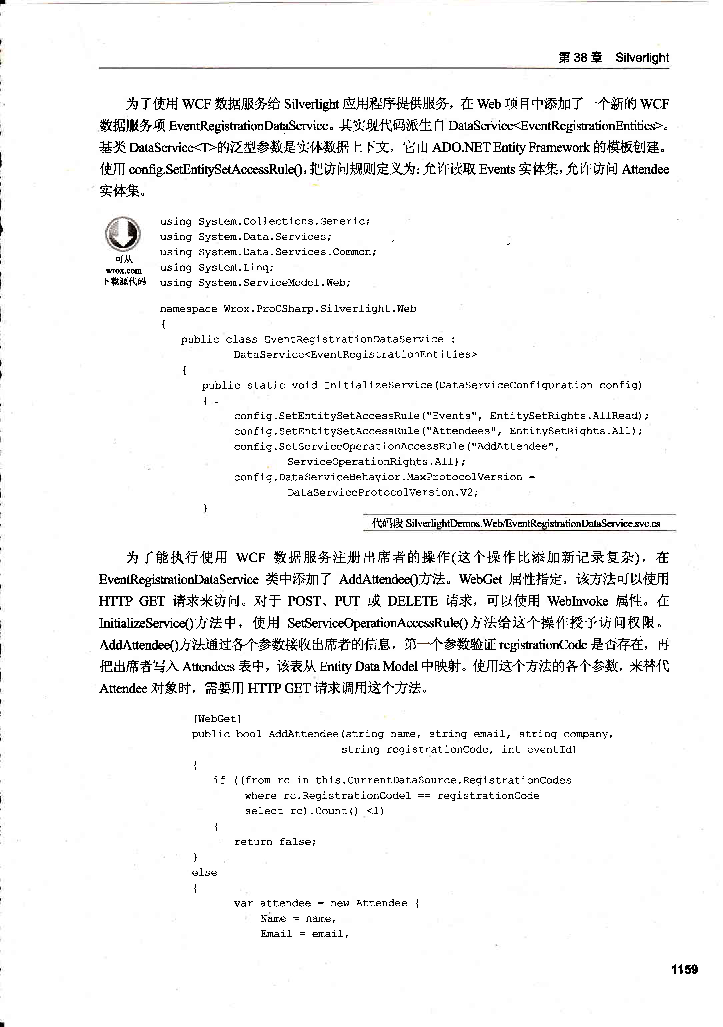 第 38 章 Silverlight
为了使用 WCF 数据服务给 Silverlight 应用程序提供服务，在 Web 项目中添加了一个新的 WCF
数据服务项 EventRegistrationDataService。其实现代码派生自 DataService<EventRegistrationEntities>。
基类 DataService<T>的泛型参数是实体数据上下文，它由 ADO.NET Entity Framework 的模板创建。
使用 config.SetEntitySetAccessRule(),把访问规则定义为: 允许读取 Events 实体集, 允许访问 Attendee
实体集。
可从
wrox.com
下载源代码
using System.Collections.Generic;
using System.Data.Services;
using System.Data.Services.Common;
using System.Linq;
using System.ServiceModel.Web;
namespace Wrox.ProCSharp.Silverlight.Web
{
public class EventRegistrationDataService :
DataService<EventRegistrationEntities>
{
public static void InitializeService(DataServiceConfiguration config)
{
config.SetEntitySetAccessRule("Events", EntitySetRights.AllRead);
config.SetEntitySetAccessRule("Attendees", EntitySetRights.All);
config.SetServiceOperationAccessRule("AddAttendee",
ServiceOperationRights.All);
config.DataServiceBehavior.MaxProtocolVersion =
DataServiceProtocolVersion.V2;
}
代码段 SilverlightDemos.Web/EventRegistrationDataService.svc.cs
为了能执行使用 WCF 数据服务注册出席者的操作(这个操作比添加新记录复杂)，在
EventRegistrationDataService 类中添加了 AddAttendee()方法。WebGet 属性指定，该方法可以使用
HTTP GET 请求来访问。对于 POST、PUT 或 DELETE 请求，可以使用 WebInvoke 属性。在
InitializeService()方法中，使用 SetServiceOperationAccessRule()方法给这个操作授予访问权限。
AddAttendee()方法通过各个参数接收出席者的信息，第一个参数验证 registrationCode 是否存在，再
把出席者写入 Attendees 表中，该表从 Entity Data Model 中映射。使用这个方法的各个参数，来替代
Attendee 对象时，需要用 HTTP GET 请求调用这个方法。
[WebGet]
public bool AddAttendee(string name, string email, string company,
string registrationCode, int eventId)
{
if ((from rc in this.CurrentDataSource.RegistrationCodes
where rc.RegistrationCode1 == registrationCode
select rc).Count() <1)
{
return false;
}
else
{
var attendee = new Attendee {
Name = name,
Email = email,
1159